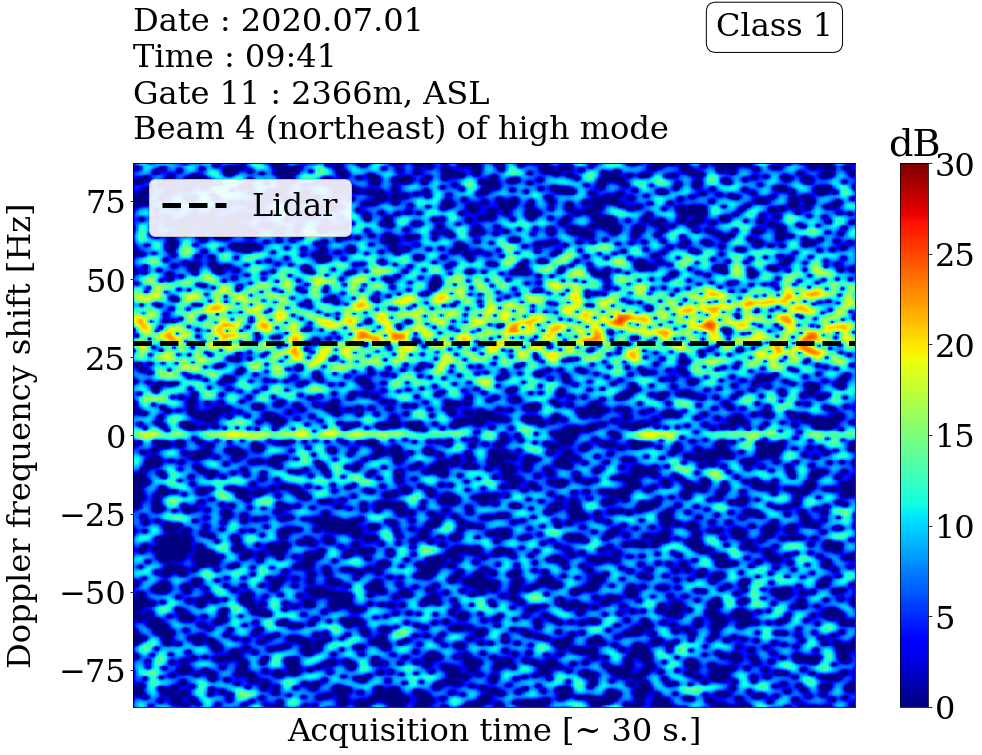 Date : 2020.07.01
Time : 09:41
Gate 11 : 2366m, ASL
Beam 4 (northeast) of high mode
Class 1
dB
Lidar
Doppler frequency shift [Hz]
75
50
25
0
−25
−50
−75
30
25
20
15
10
5
0
Acquisition time [~ 30 s.]